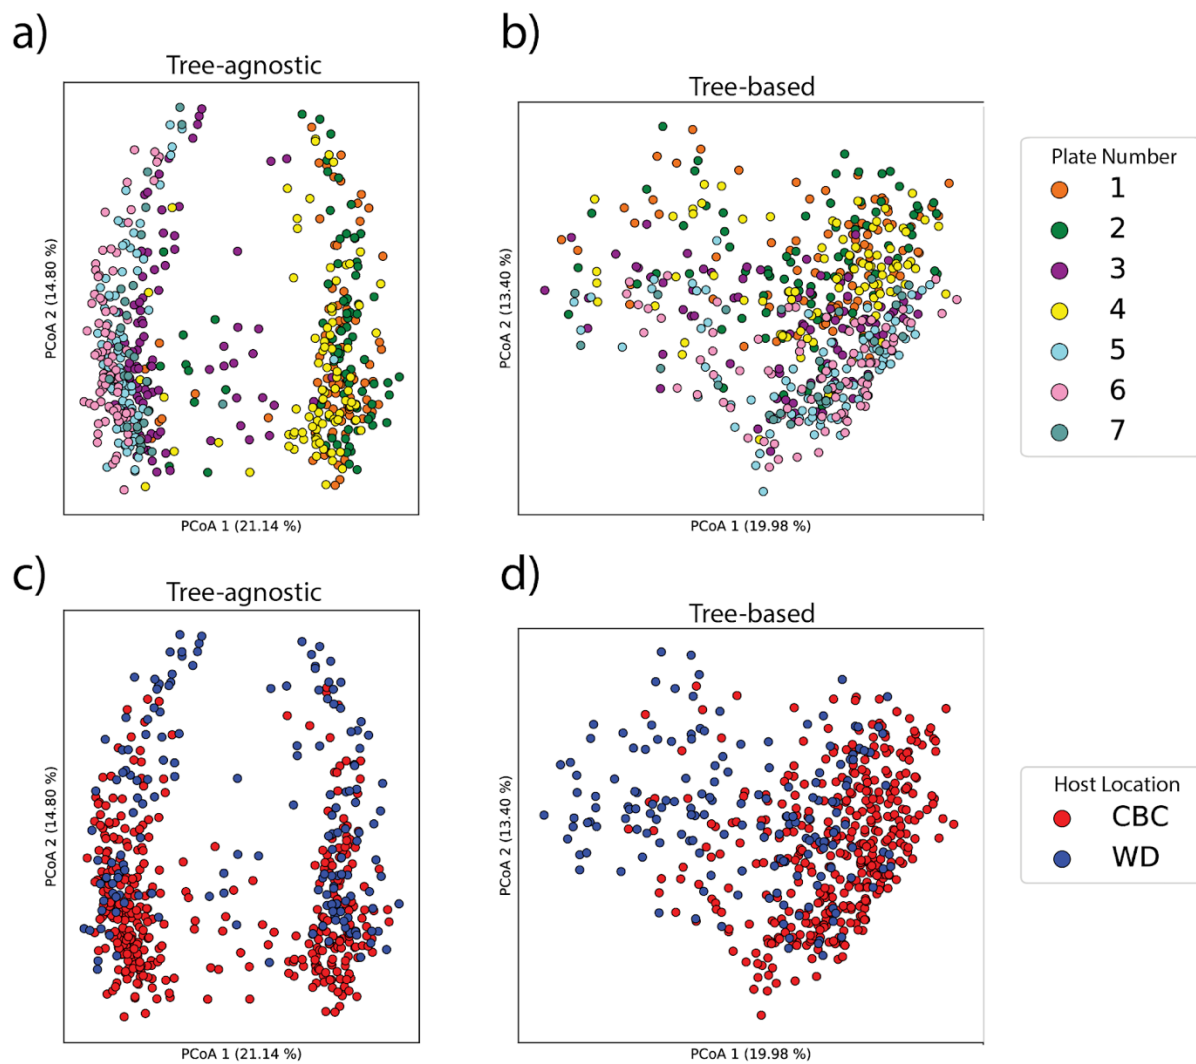 a)
Tree-agnostic
PCoA 2 (14.80 %)
PCoA 1 (21.14 %)
b)
Tree-based
PCoA 2 (13.40 %)
PCoA 1 (19.98 %)
Plate Number
1
2
3
4
5
6
7
c)
Tree-agnostic
PCoA 2 (14.80 %)
PCoA 1 (21.14 %)
d)
Tree-based
PCoA 2 (13.40 %)
PCoA 1 (19.98 %)
Host Location
CBC
WD